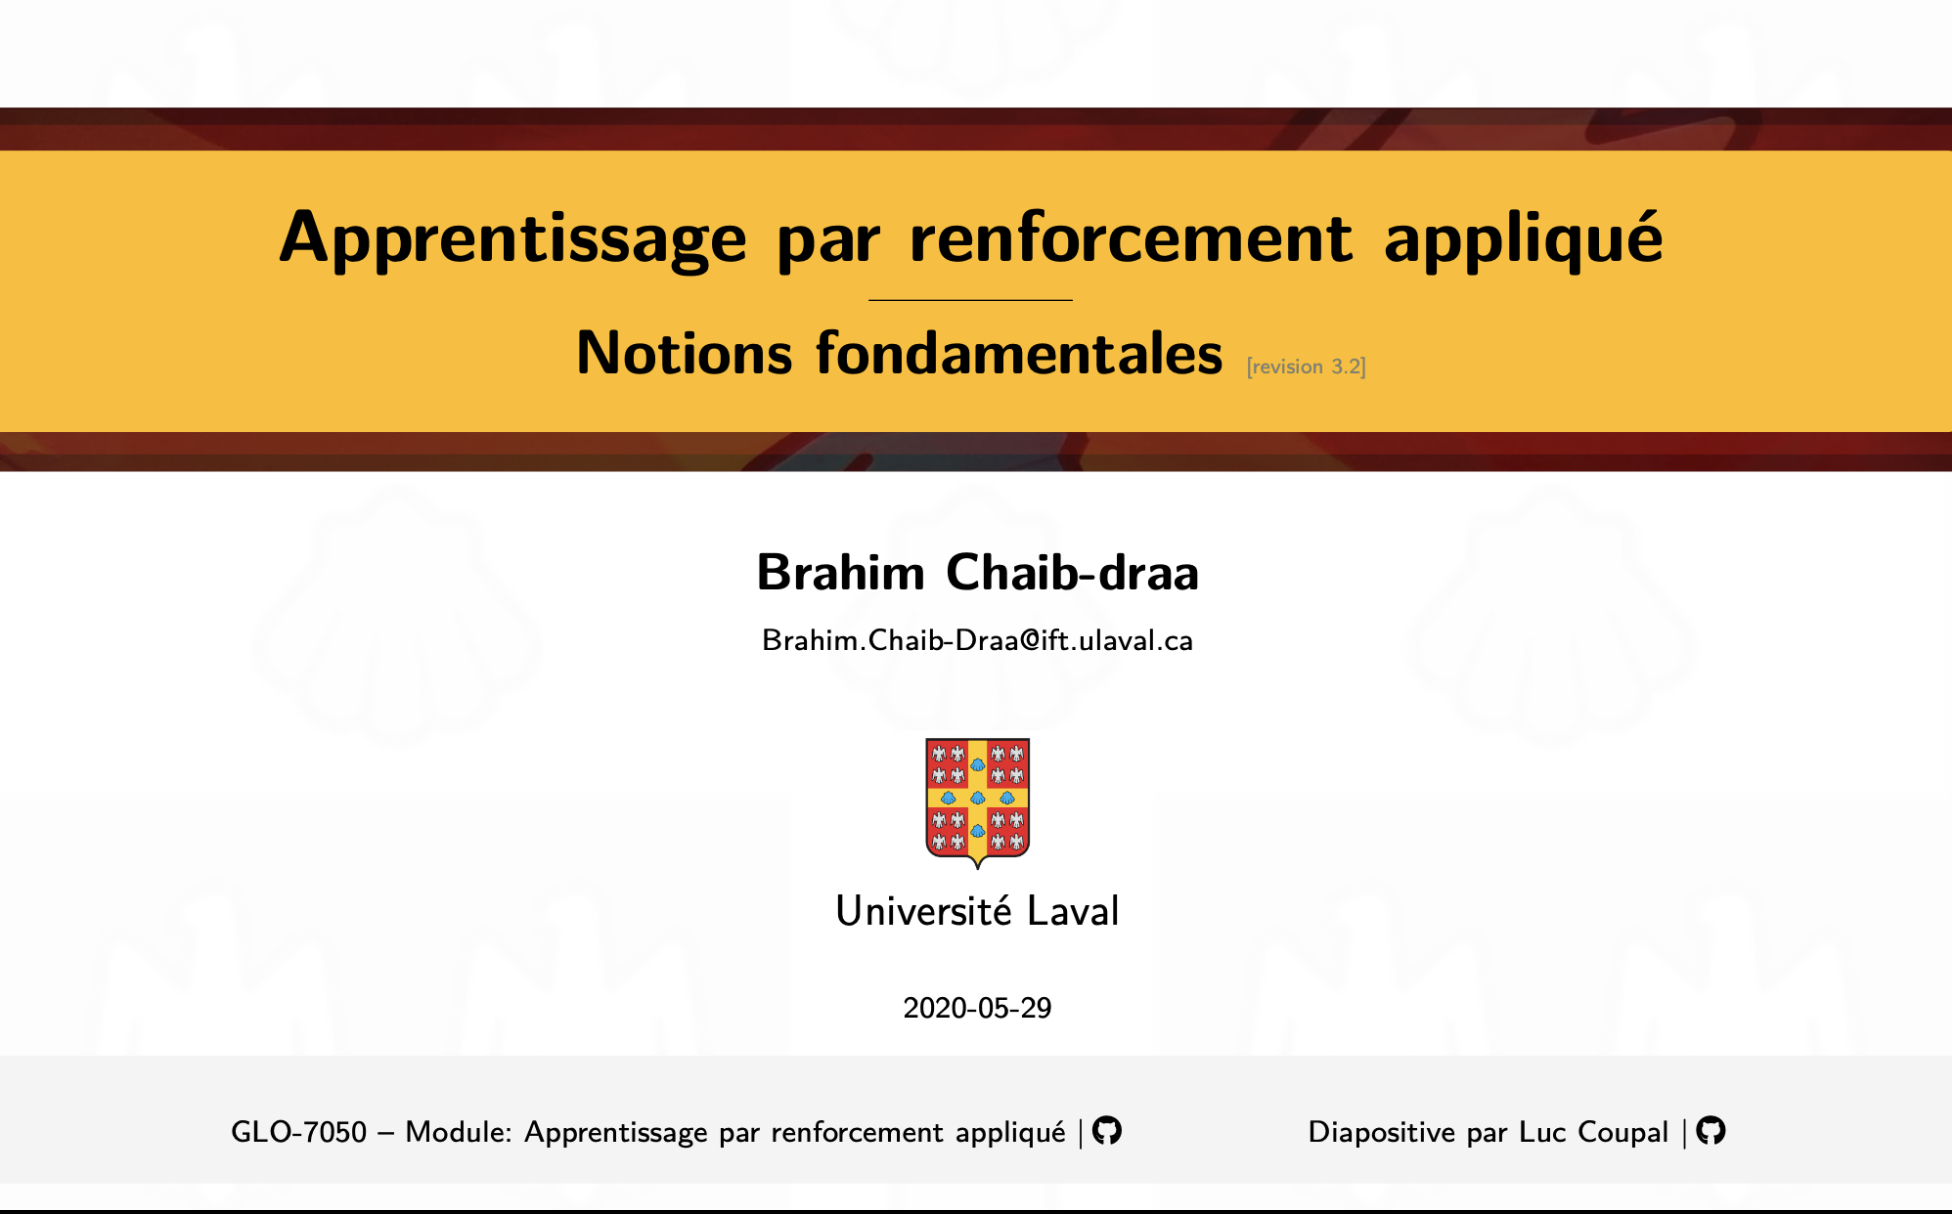 Apprentissage par renforcement appliqué
Notions fondamentales [revision 3.2]
Brahim Chaib-draa
Brahim.Chaib-Draa@ift.ulaval.ca
Université Laval
2020-05-29
GLO-7050 – Module: Apprentissage par renforcement appliqué |
Diapositive par Luc Coupal |